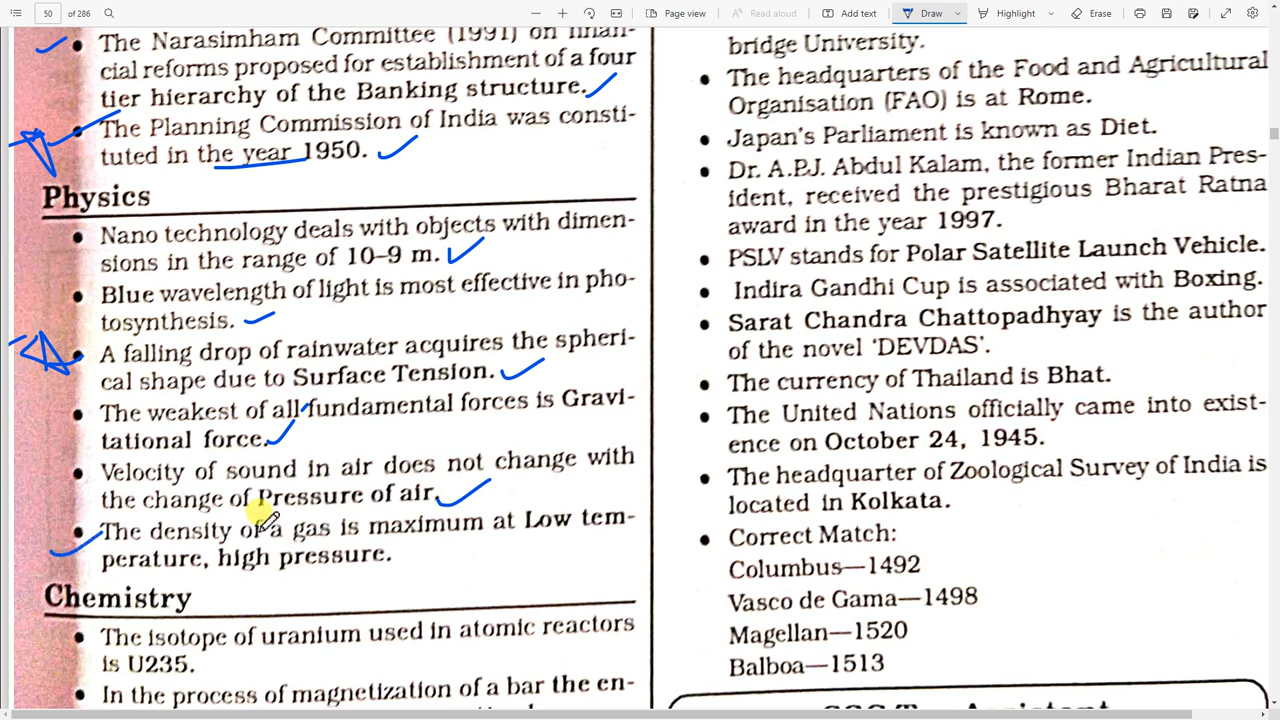 50 of 286
Page view
Read aloud
Add text
Draw
Highlight
Erase
• The Narasimham Committee (1991) on finan-
cial reforms proposed for establishment of a four
tier hierarchy of the Banking structure.
• The Planning Commission of India was consti-
tuted in the year 1950.
Physics
• Nano technology deals with objects with dimen-
sions in the range of 10–9 m.
• Blue wavelength of light is most effective in pho-
tosynthesis.
• A falling drop of rainwater acquires the spheri-
cal shape due to Surface Tension.
• The weakest of all fundamental forces is Gravi-
tational force.
• Velocity of sound in air does not change with
the change of Pressure of air.
• The density of a gas is maximum at Low tem-
perature, high pressure.
Chemistry
• The isotope of uranium used in atomic reactors
is U235.
• In the process of magnetization of a bar the en-
bridge University.
• The headquarters of the Food and Agricultural
Organisation (FAO) is at Rome.
• Japan's Parliament is known as Diet.
• Dr. A.P.J. Abdul Kalam, the former Indian Pres-
ident, received the prestigious Bharat Ratna
award in the year 1997.
• PSLV stands for Polar Satellite Launch Vehicle.
• Indira Gandhi Cup is associated with Boxing.
• Sarat Chandra Chattopadhyay is the author
of the novel 'DEVDAS'.
• The currency of Thailand is Bhat.
• The United Nations officially came into exist-
ence on October 24, 1945.
• The headquarter of Zoological Survey of India is
located in Kolkata.
• Correct Match:
Columbus—1492
Vasco de Gama—1498
Magellan—1520
Balboa—1513